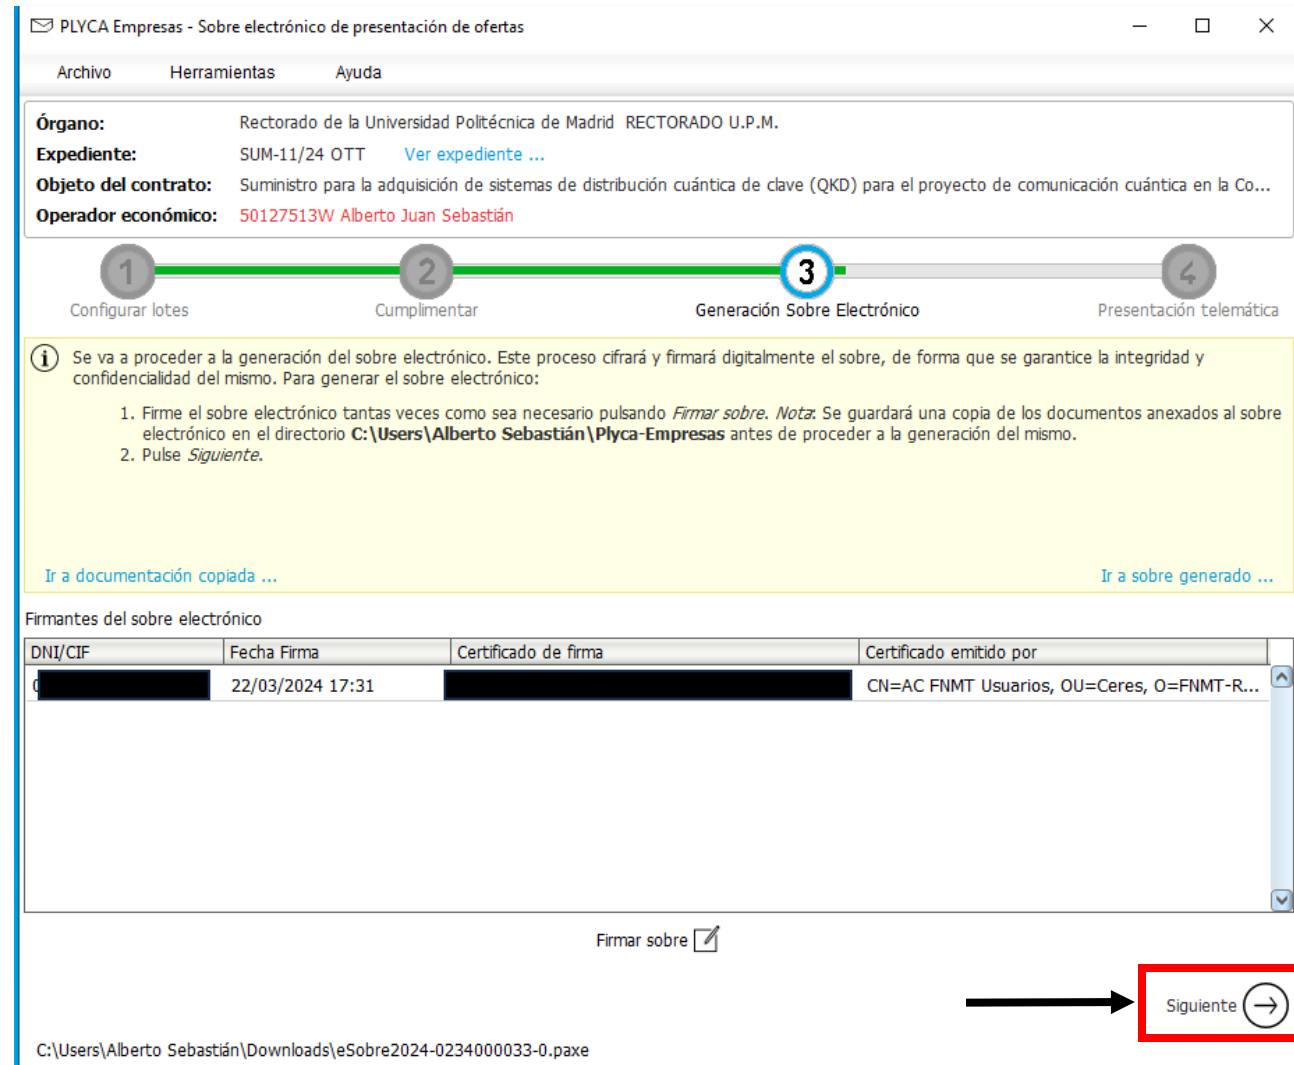 PLYCA Empresas - Sobre electrónico de presentación de ofertas
Archivo Herramientas Ayuda
Órgano: Rectorado de la Universidad Politécnica de Madrid RECTORADO U.P.M.
Expediente: SUM-11/24 OTT Ver expediente ...
Objeto del contrato: Suministro para la adquisición de sistemas de distribución cuántica de clave (QKD) para el proyecto de comunicación cuántica en la Co...
Operador económico: 50127513W Alberto Juan Sebastián
1 2 3 4
Configurar lotes Cumplimentar Generación Sobre Electrónico Presentación telemática
Se va a proceder a la generación del sobre electrónico. Este proceso cifrará y firmará digitalmente el sobre, de forma que se garantice la integridad y
confidencialidad del mismo. Para generar el sobre electrónico:
1. Firme el sobre electrónico tantas veces como sea necesario pulsando Firmar sobre. Nota: Se guardará una copia de los documentos anexados al sobre
electrónico en el directorio C:\Users\Alberto Sebastián\Plyca-Empresas antes de proceder a la generación del mismo.
2. Pulse Siguiente.
Ir a documentación copiada ... Ir a sobre generado ...
Firmantes del sobre electrónico
DNI/CIF Fecha Firma Certificado de firma Certificado emitido por
22/03/2024 17:31 CN=AC FNMT Usuarios, OU=Ceres, O=FNMT-R...
Firmar sobre
Siguiente
C:\Users\Alberto Sebastián\Downloads\eSobre2024-0234000033-0.paxe